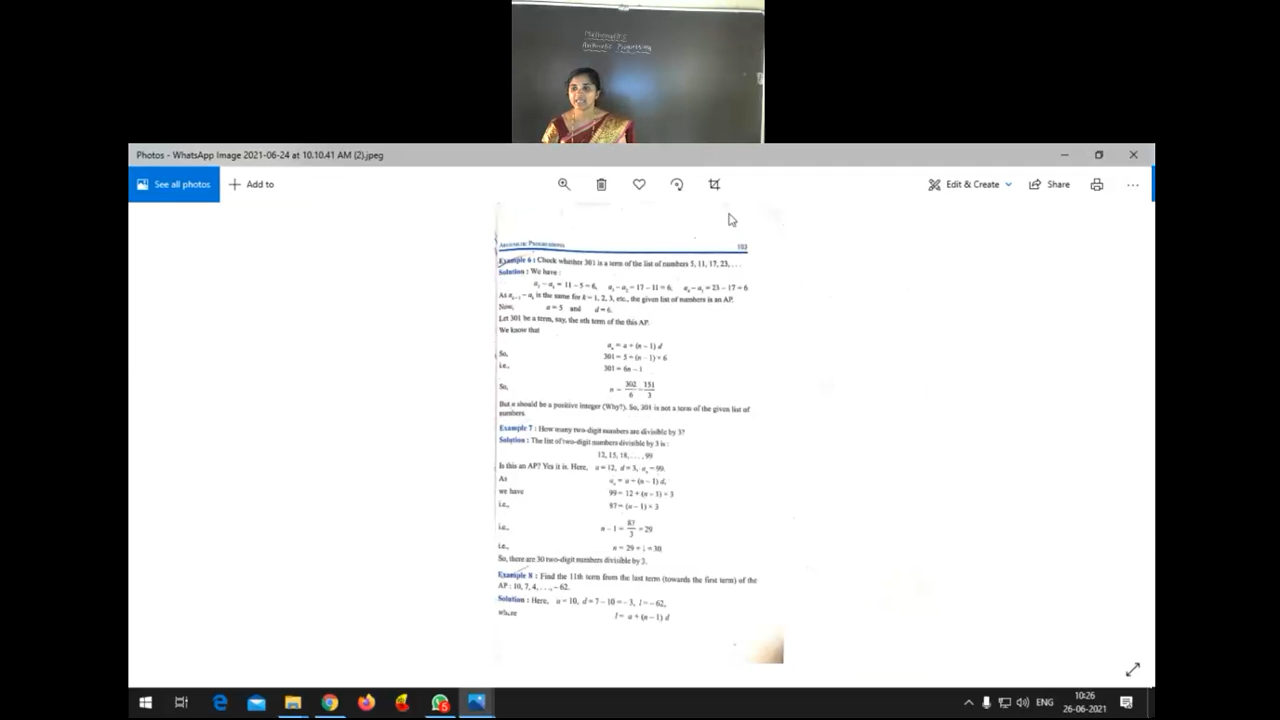 Mathematics
Arithmetic Progressions
Photos - WhatsApp Image 2021-06-24 at 10.10.41 AM (2).jpeg
See all photos
Add to
Edit & Create
Share
ARITHMETIC PROGRESSIONS
103
Example 6 : Check whether 301 is a term of the list of numbers 5, 11, 17, 23, . . .
Solution : We have :
a₂ – a₁ = 11 – 5 = 6, a₃ – a₂ = 17 – 11 = 6, a₄ – a₃ = 23 – 17 = 6
As aₖ₊₁ – aₖ is the same for k = 1, 2, 3, etc., the given list of numbers is an AP.
Now, a = 5 and d = 6.
Let 301 be a term, say, the nth term of the this AP.
We know that
aₙ = a + (n – 1) d
So, 301 = 5 + (n – 1) × 6
i.e., 301 = 6n – 1
So, n = 302/6 = 151/3
But n should be a positive integer (Why?). So, 301 is not a term of the given list of
numbers.
Example 7 : How many two-digit numbers are divisible by 3?
Solution : The list of two-digit numbers divisible by 3 is :
12, 15, 18, . . . , 99
Is this an AP? Yes it is. Here, a = 12, d = 3, aₙ = 99.
As aₙ = a + (n – 1) d,
we have 99 = 12 + (n – 1) × 3
i.e., 87 = (n – 1) × 3
i.e., n – 1 = 87/3 = 29
i.e., n = 29 + 1 = 30
So, there are 30 two-digit numbers divisible by 3.
Example 8 : Find the 11th term from the last term (towards the first term) of the
AP : 10, 7, 4, . . ., – 62.
Solution : Here, a = 10, d = 7 – 10 = – 3, l = – 62,
where l = a + (n – 1) d
5
ENG
10:26
26-06-2021